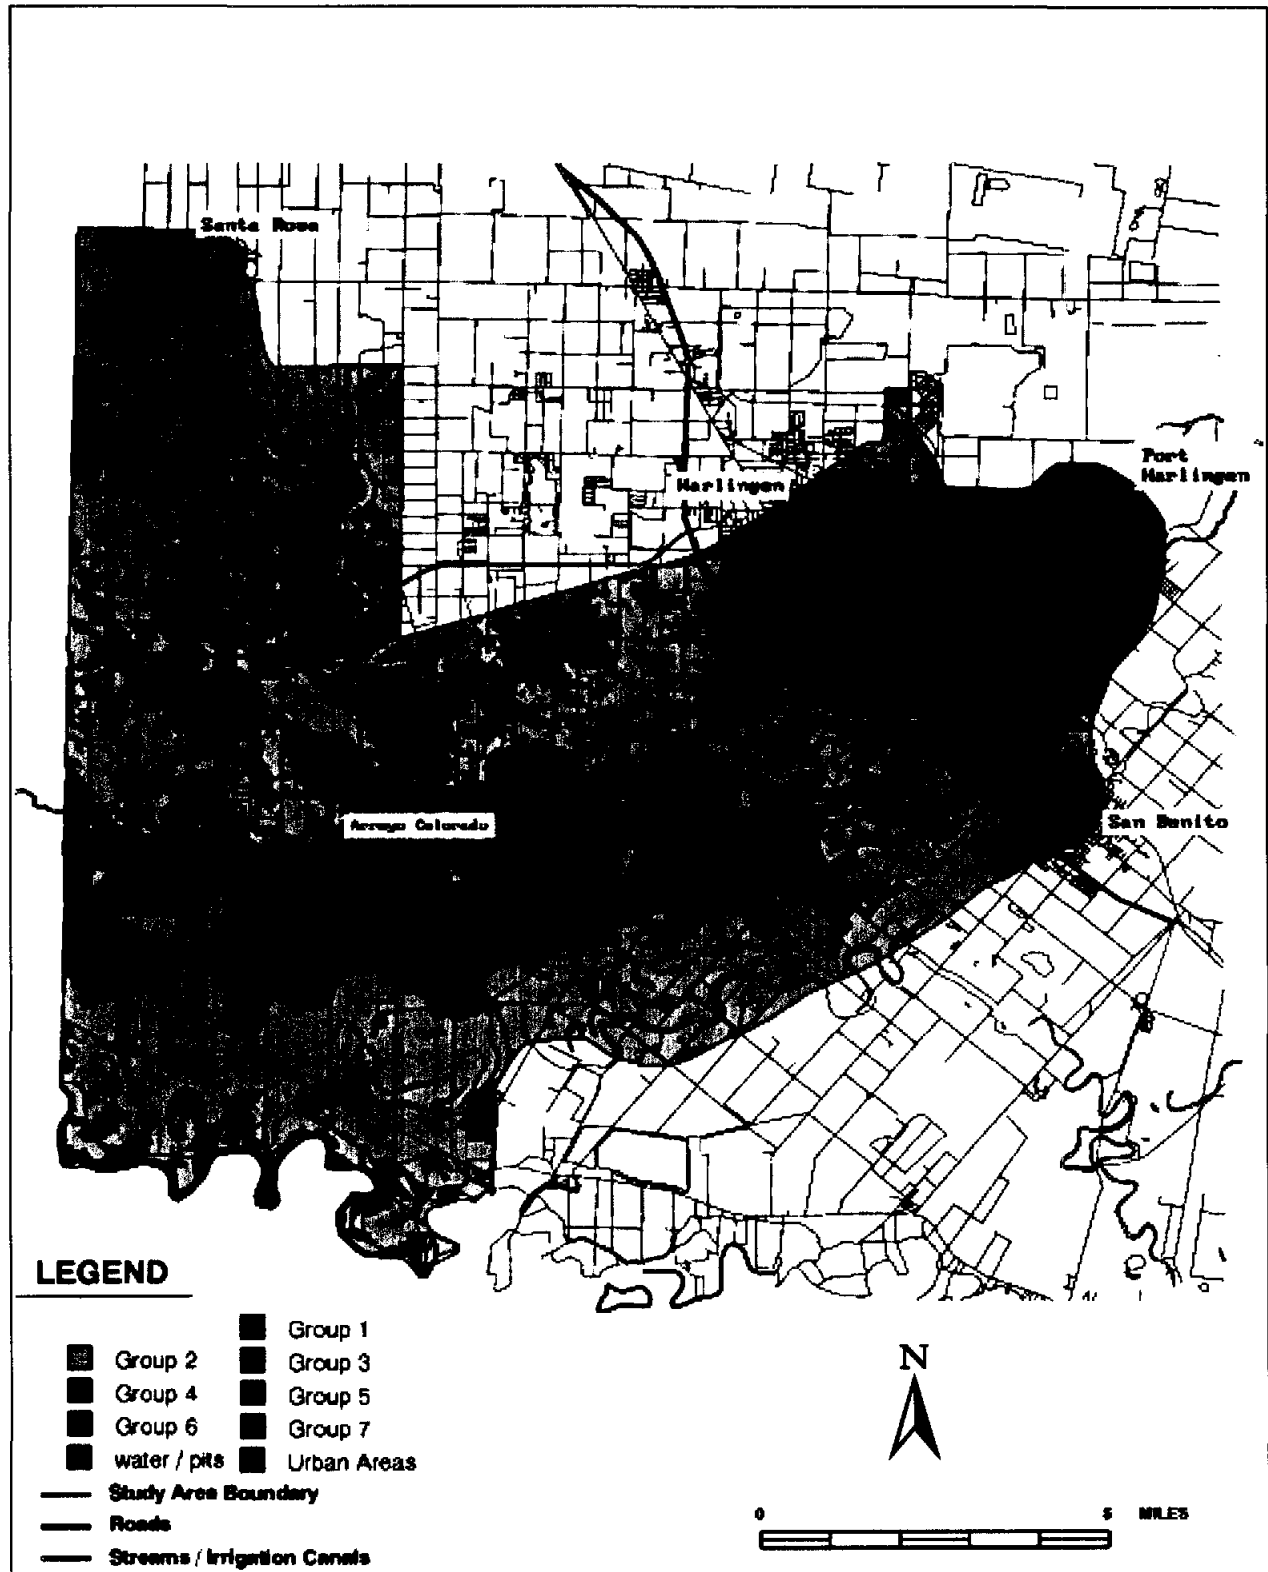 Santa Rosa
Port
Harlingen
Harlingen
Arroyo Colorado
San Benito
LEGEND
Group 1
Group 2 Group 3
Group 4 Group 5
Group 6 Group 7
water / pits Urban Areas
Study Area Boundary
Roads
Streams / Irrigation Canals
N
0 5 MILES